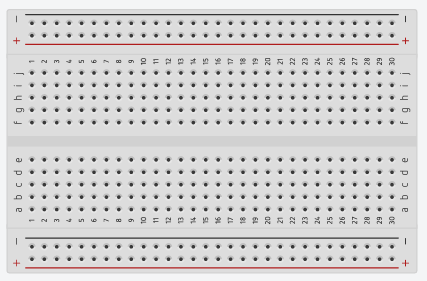 − −
+ +
1 2 3 4 5 6 7 8 9 10 11 12 13 14 15 16 17 18 19 20 21 22 23 24 25 26 27 28 29 30
j j
i i
h h
g g
f f
e e
d d
c c
b b
a a
1 2 3 4 5 6 7 8 9 10 11 12 13 14 15 16 17 18 19 20 21 22 23 24 25 26 27 28 29 30
− −
+ +